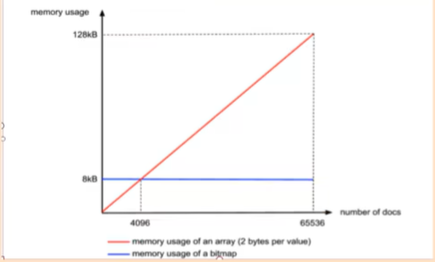 memory usage
128kB
8kB
4096
65536
number of docs
memory usage of an array (2 bytes per value)
memory usage of a bitmap